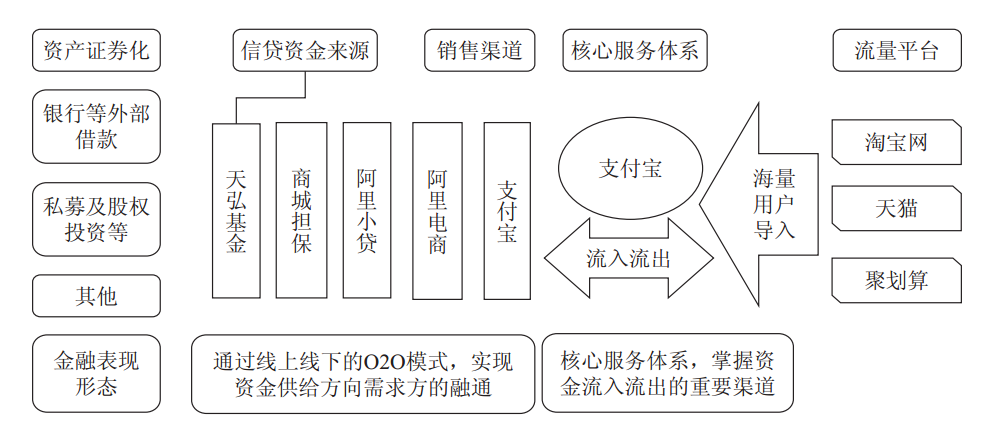 资产证券化
信贷资金来源
销售渠道
核心服务体系
流量平台
银行等外部
借款
私募及股权
投资等
其他
天弘基金
商城担保
阿里小贷
阿里电商
支付宝
支付宝
流入流出
海量
用户
导入
淘宝网
天猫
聚划算
金融表现
形态
通过线上线下的O2O模式，实现
资金供给方向需求方的融通
核心服务体系，掌握资
金流入流出的重要渠道